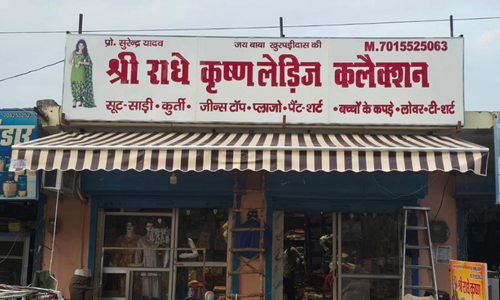 प्रो. सुरेन्द्र यादव
जय बाबा खुरपड़ीदास की
M.7015525063
श्री राधे कृष्ण लेड़िज कलैक्शन
सूट•साड़ी•कुर्ती• जीन्स टॉप•प्लाजो•पैंट-शर्ट •बच्चों के कपड़े•लोवर•टी-शर्ट
डार
श्री राधे कृष्ण